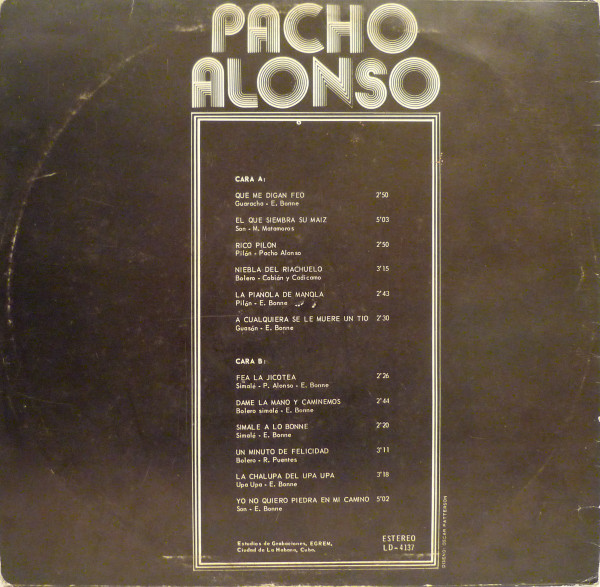 PACHO
ALONSO
CARA A:
QUE ME DIGAN FEO 2'50
Guaracha - E. Bonne
EL QUE SIEMBRA SU MAIZ 5'03
Son - M. Matamoros
RICO PILON 2'50
Pilón - Pacho Alonso
NIEBLA DEL RIACHUELO 3'15
Bolero - Cobián y Cadicamo
LA PIANOLA DE MANOLA 2'43
Pilón - E. Bonne
A CUALQUIERA SE LE MUERE UN TIO 2'30
Guasón - E. Bonne
CARA B:
FEA LA JICOTEA 2'26
Simalé - P. Alonso - E. Bonne
DAME LA MANO Y CAMINEMOS 2'44
Bolero simalé - E. Bonne
SIMALE A LO BONNE 2'20
Simalé - E. Bonne
UN MINUTO DE FELICIDAD 3'11
Bolero - R. Puentes
LA CHALUPA DEL UPA UPA 3'18
Upa Upa - E. Bonne
YO NO QUIERO PIEDRA EN MI CAMINO 5'02
Son - E. Bonne
Estudios de Grabaciones, EGREM,
Ciudad de La Habana, Cuba.
ESTEREO
LD-4137
DISEÑO: OSCAR MATTERSON